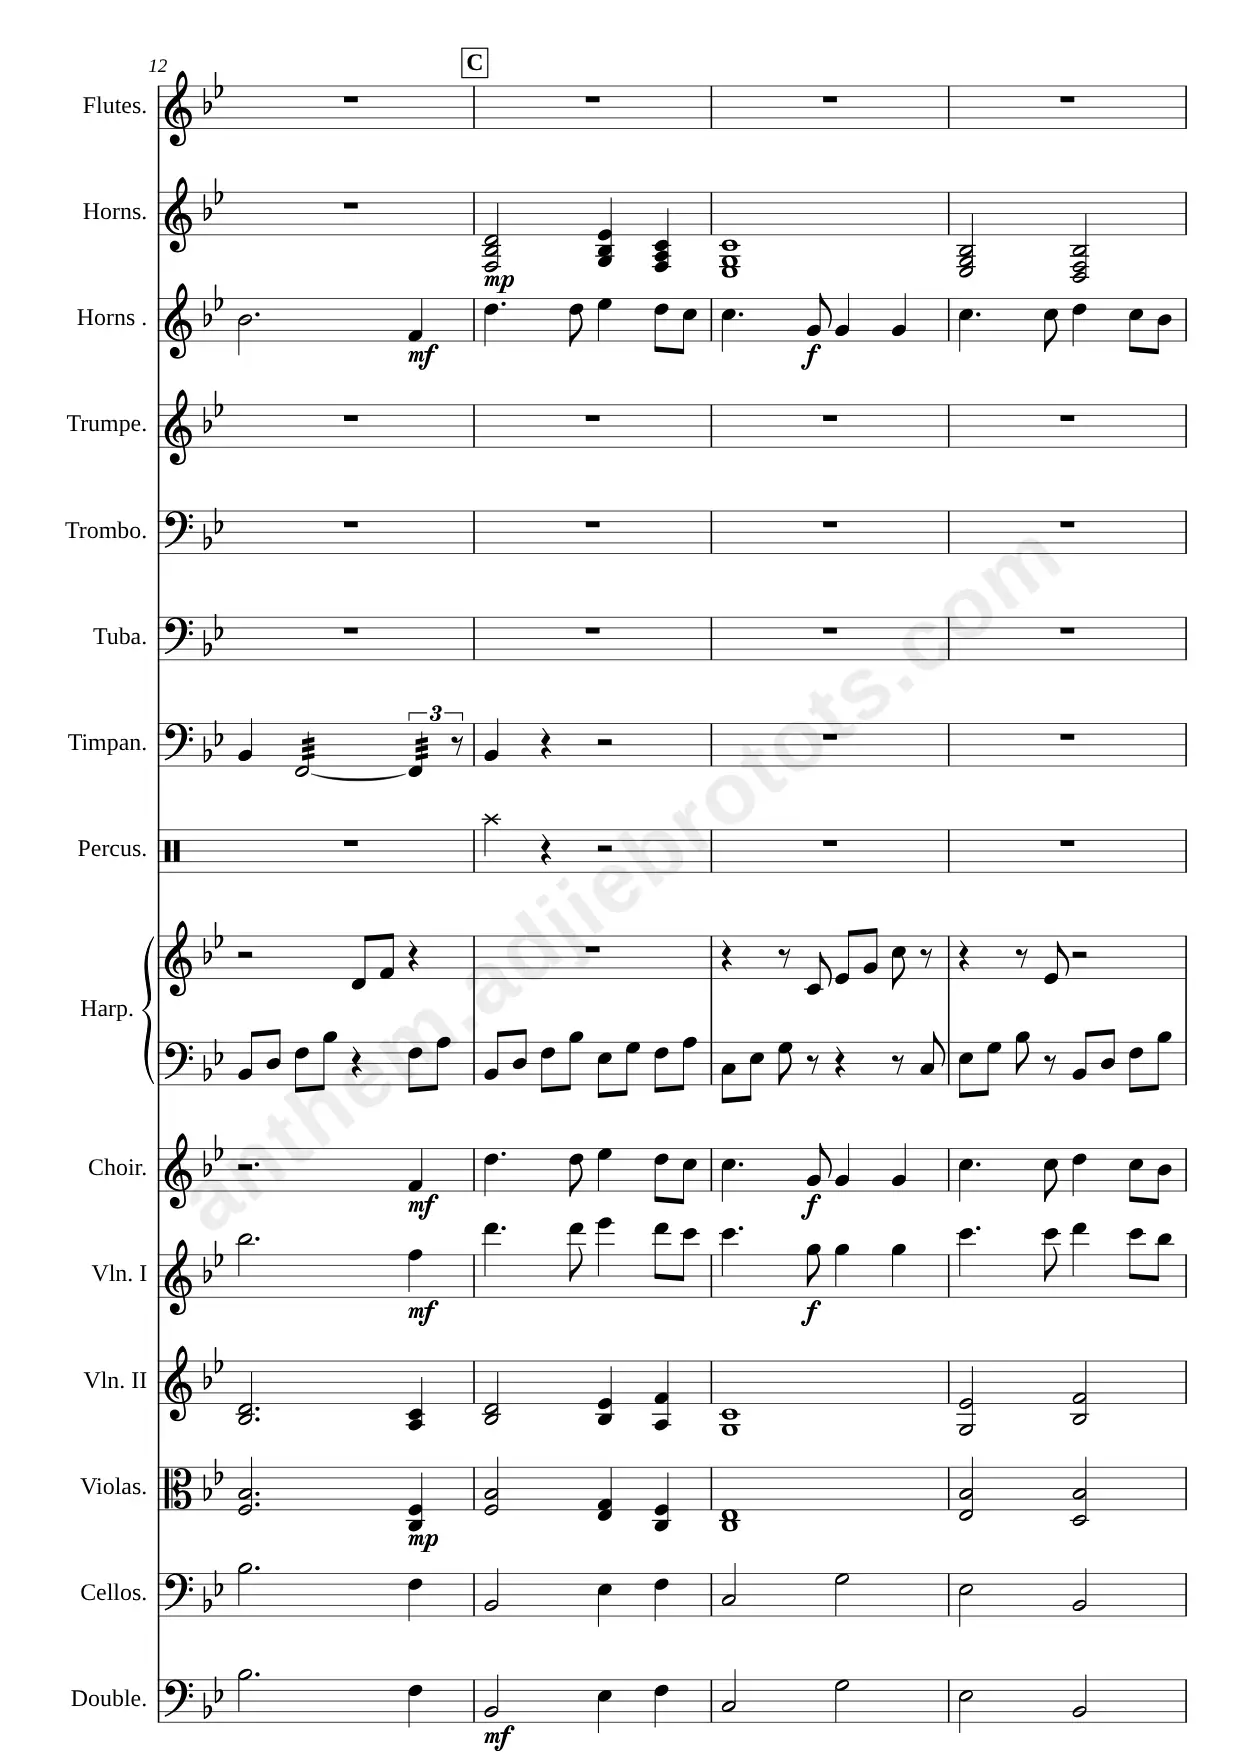 12
C
Flutes.
Horns.
mp
Horns .
mf
f
Trumpe.
Trombo.
Tuba.
3
Timpan.
Percus.
Harp.
Choir.
mf
f
Vln. I
mf
f
Vln. II
Violas.
mp
Cellos.
Double.
mf
anthem.adjiebrotots.com